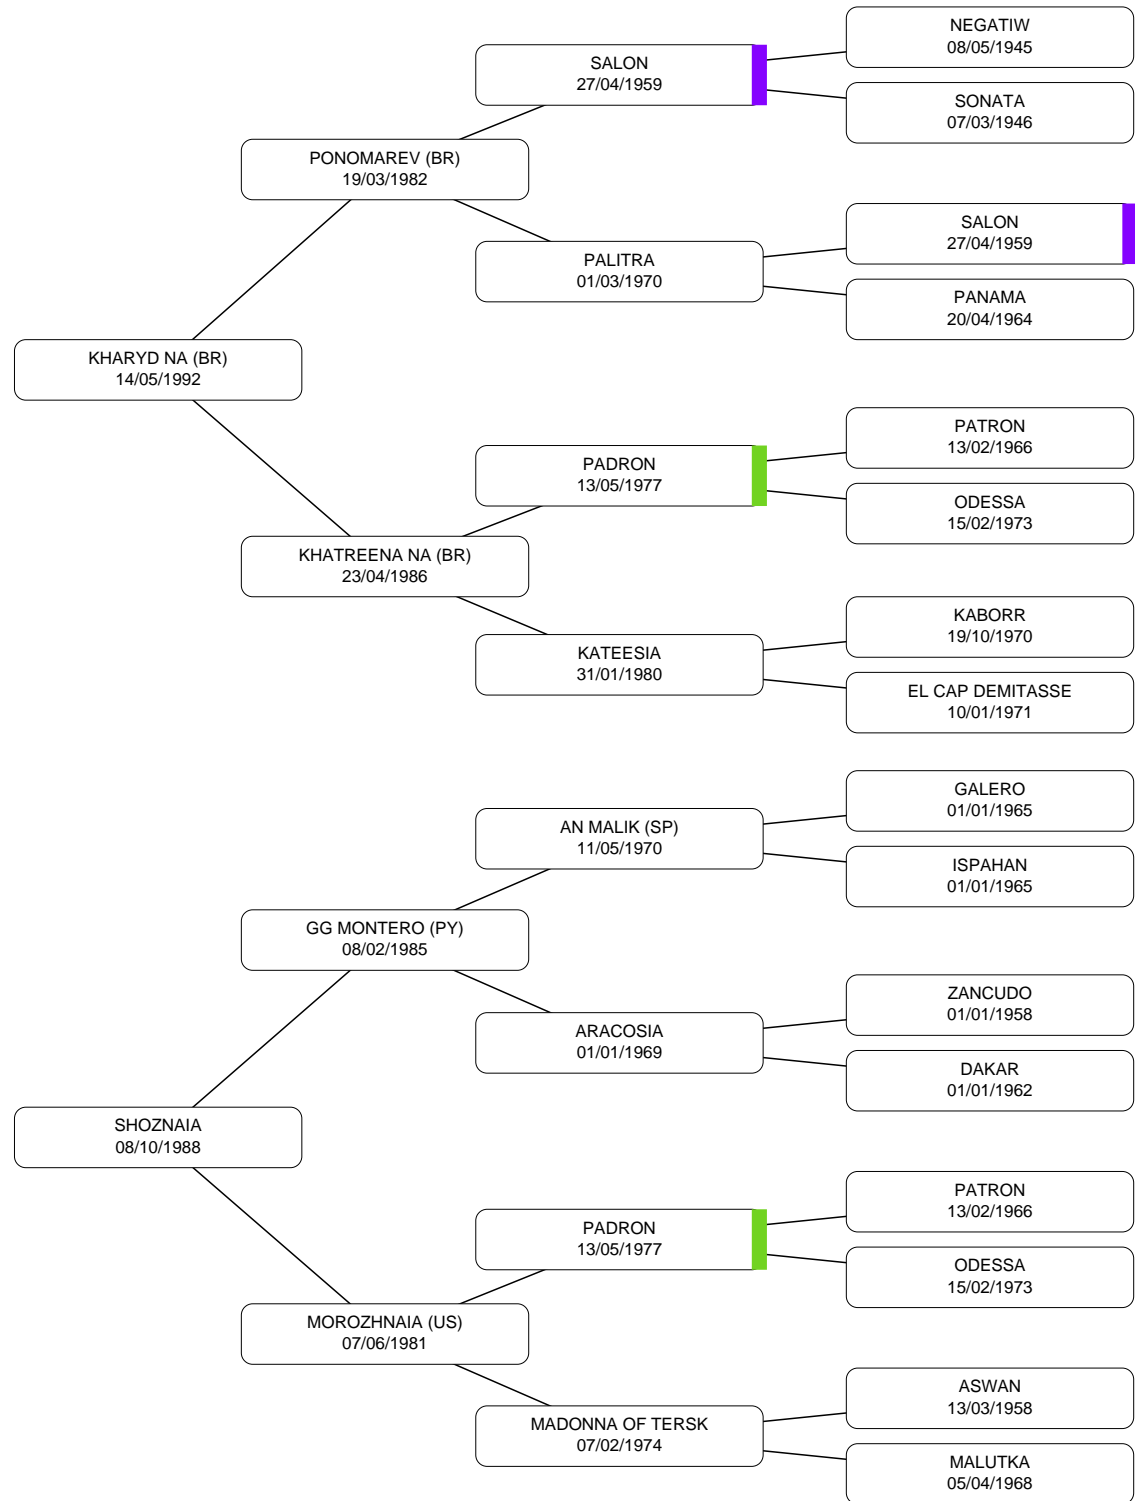 NEGATIW
08/05/1945
SALON
27/04/1959
SONATA
07/03/1946
PONOMAREV (BR)
19/03/1982
SALON
27/04/1959
PALITRA
01/03/1970
PANAMA
20/04/1964
KHARYD NA (BR)
14/05/1992
PATRON
13/02/1966
PADRON
13/05/1977
ODESSA
15/02/1973
KHATREENA NA (BR)
23/04/1986
KABORR
19/10/1970
KATEESIA
31/01/1980
EL CAP DEMITASSE
10/01/1971
GALERO
01/01/1965
AN MALIK (SP)
11/05/1970
ISPAHAN
01/01/1965
GG MONTERO (PY)
08/02/1985
ZANCUDO
01/01/1958
ARACOSIA
01/01/1969
DAKAR
01/01/1962
SHOZNAIA
08/10/1988
PATRON
13/02/1966
PADRON
13/05/1977
ODESSA
15/02/1973
MOROZHNAIA (US)
07/06/1981
ASWAN
13/03/1958
MADONNA OF TERSK
07/02/1974
MALUTKA
05/04/1968